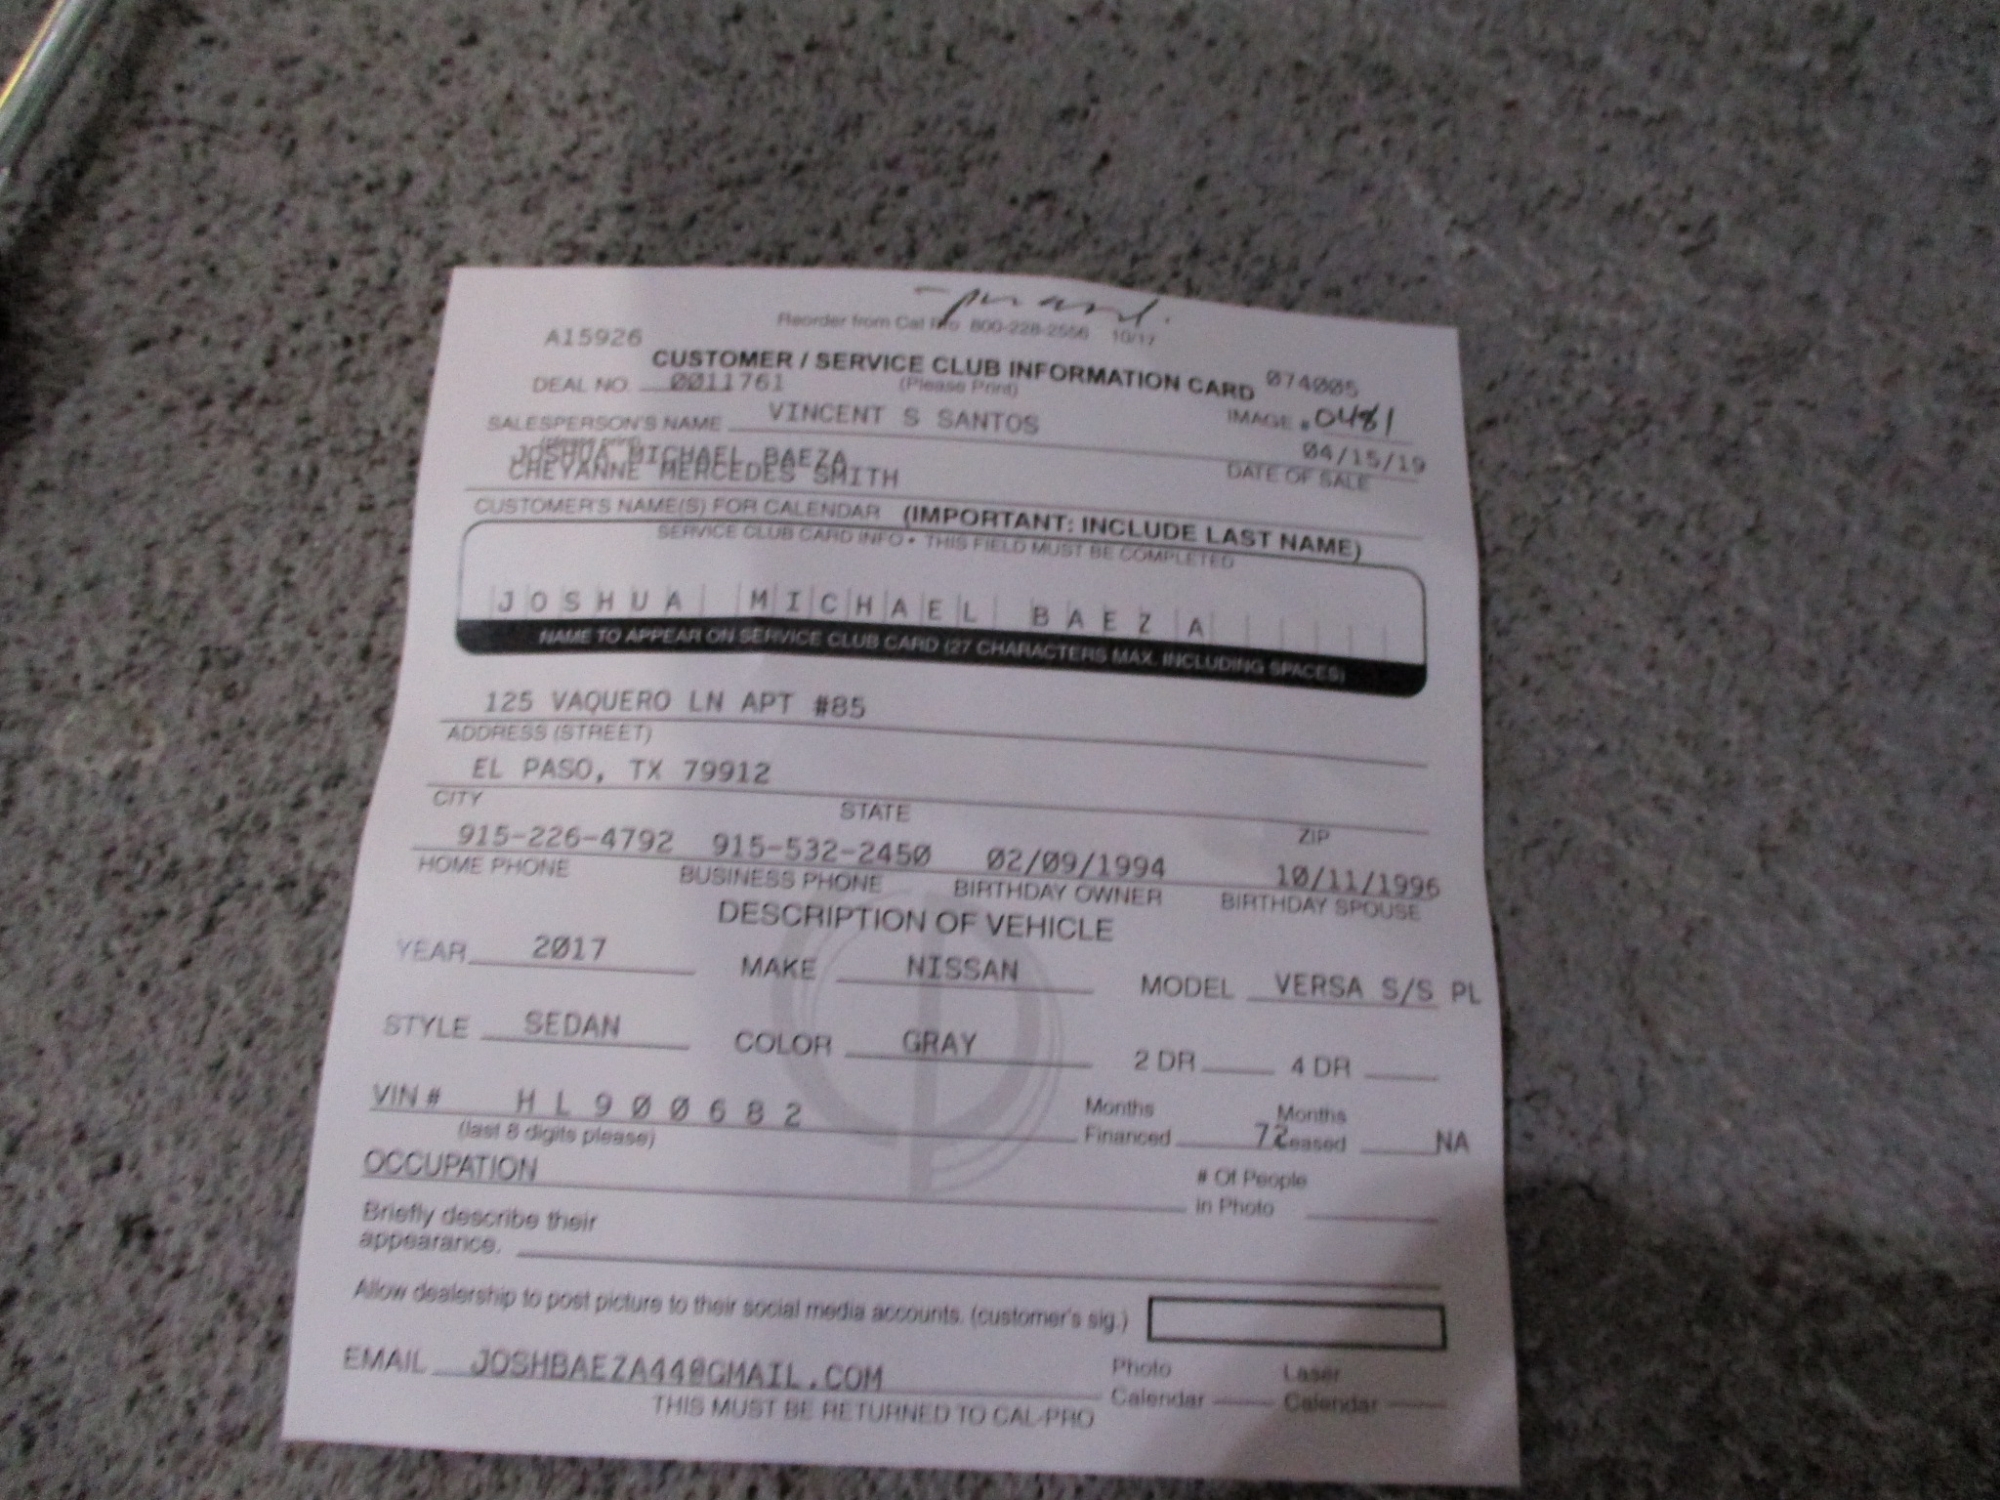 Reorder from Cal Pro 800-228-2556 10/17
A15926
CUSTOMER / SERVICE CLUB INFORMATION CARD 074005
DEAL NO. 0011761 (Please Print)
IMAGE # 0481
SALESPERSON'S NAME VINCENT S SANTOS
(please print)
JOSHUA MICHAEL BAEZA 04/15/19
CHEYANNE MERCEDES SMITH DATE OF SALE
CUSTOMER'S NAME(S) FOR CALENDAR (IMPORTANT: INCLUDE LAST NAME)
SERVICE CLUB CARD INFO • THIS FIELD MUST BE COMPLETED
JOSHUA MICHAEL BAEZA
NAME TO APPEAR ON SERVICE CLUB CARD (27 CHARACTERS MAX. INCLUDING SPACES)
125 VAQUERO LN APT #85
ADDRESS (STREET)
EL PASO, TX 79912
CITY STATE ZIP
915-226-4792 915-532-2450 02/09/1994 10/11/1996
HOME PHONE BUSINESS PHONE BIRTHDAY OWNER BIRTHDAY SPOUSE
DESCRIPTION OF VEHICLE
YEAR 2017 MAKE NISSAN MODEL VERSA S/S PL
STYLE SEDAN COLOR GRAY 2 DR 4 DR
VIN # HL900682 Months Months
(last 8 digits please) Financed 72 eased NA
OCCUPATION # Of People
in Photo
Briefly describe their
appearance.
Allow dealership to post picture to their social media accounts. (customer's sig.)
EMAIL JOSHBAEZA44@GMAIL.COM Photo Laser
Calendar Calendar
THIS MUST BE RETURNED TO CAL-PRO